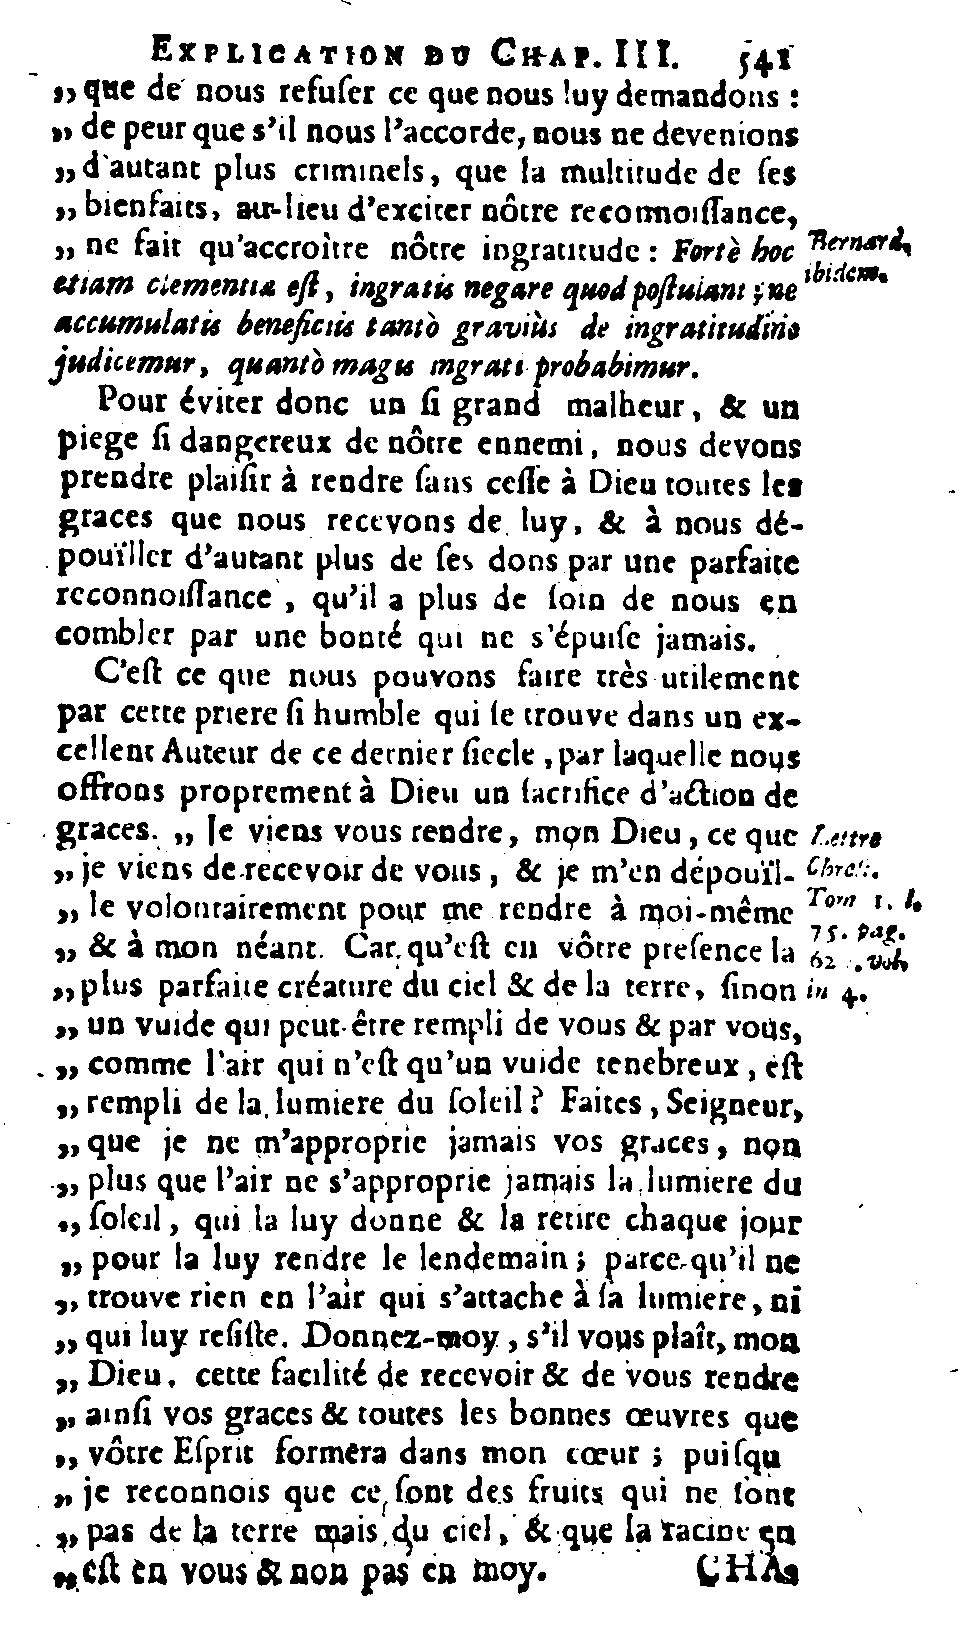 EXPLICATION DU CHAP. III. 541
„ que de nous refuſer ce que nous luy demandons :
„ de peur que s'il nous l'accorde, nous ne devenions
„ d'autant plus criminels, que la multitude de ſes
„ bienfaits, au-lieu d'exciter nôtre reconnoiſſance,
„ ne fait qu'accroître nôtre ingratitude : Fortè hoc
etiam clementia eſt, ingratis negare quod poſtulant ; ne
accumulatis beneficiis tantò graviùs de ingratitudine
judicemur, quantò magis ingrati probabimur.
Bernard,
ibidem.
Pour éviter donc un ſi grand malheur, & un
piege ſi dangereux de nôtre ennemi, nous devons
prendre plaiſir à rendre ſans ceſſe à Dieu toutes les
graces que nous recevons de luy, & à nous dé-
pouïller d'autant plus de ſes dons par une parfaite
reconnoiſſance, qu'il a plus de ſoin de nous en
combler par une bonté qui ne s'épuiſe jamais.
C'eſt ce que nous pouvons faire très utilement
par cette priere ſi humble qui ſe trouve dans un ex-
cellent Auteur de ce dernier ſiecle, par laquelle nous
offrons proprement à Dieu un ſacrifice d'action de
graces. „ Je viens vous rendre, mon Dieu, ce que
„ je viens de recevoir de vous, & je m'en dépouïl-
„ le volontairement pour me rendre à moi-même
„ & à mon néant. Car qu'eſt en vôtre preſence la
„ plus parfaite créature du ciel & de la terre, ſinon
Lettre
Chreſt.
Tom 1. l.
75. pag.
62 . vol.
in 4.
„ un vuide qui peut-être rempli de vous & par vous,
„ comme l'air qui n'eſt qu'un vuide tenebreux, eſt
„ rempli de la lumiere du ſoleil ? Faites, Seigneur,
„ que je ne m'approprie jamais vos graces, non
„ plus que l'air ne s'approprie jamais la lumiere du
„ ſoleil, qui la luy donne & la retire chaque jour
„ pour la luy rendre le lendemain ; parce-qu'il ne
„ trouve rien en l'air qui s'attache à ſa lumiere, ni
„ qui luy reſiſte. Donnez-moy, s'il vous plaît, mon
„ Dieu, cette facilité de recevoir & de vous rendre
„ ainſi vos graces & toutes les bonnes œuvres que
„ vôtre Eſprit formera dans mon cœur ; puiſqu
„ je reconnois que ce ſont des fruits qui ne ſont
„ pas de la terre mais du ciel, & que la racine en
„ eſt en vous & non pas en moy. CHA-